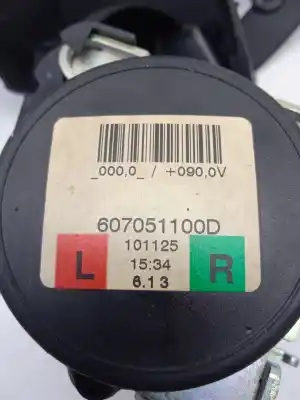 _000,0_ / +090,0V
607051100D
101125
L
15:34
R
6.13